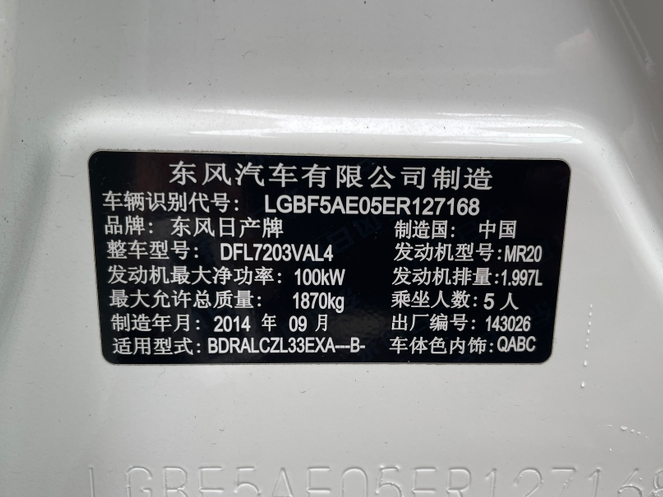 东风汽车有限公司制造
车辆识别代号: LGBF5AE05ER127168
品牌: 东风日产牌 制造国: 中国
整车型号: DFL7203VAL4 发动机型号: MR20
发动机最大净功率: 100kW 发动机排量: 1.997L
最大允许总质量: 1870kg 乘坐人数: 5人
制造年月: 2014 年 09月 出厂编号: 143026
适用型式: BDRALCZL33EXA---B- 车体色内饰: QABC
LGBF5AE05ER127168